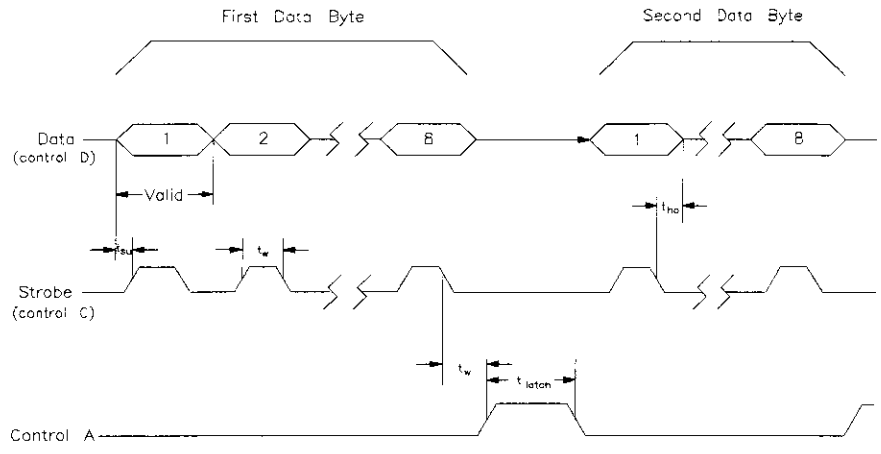 First Data Byte
Second Data Byte
Data
(control D)
1
2
8
1
8
Valid
t_ho
t_su
t_w
Strobe
(control C)
t_w
t_latch
Control A